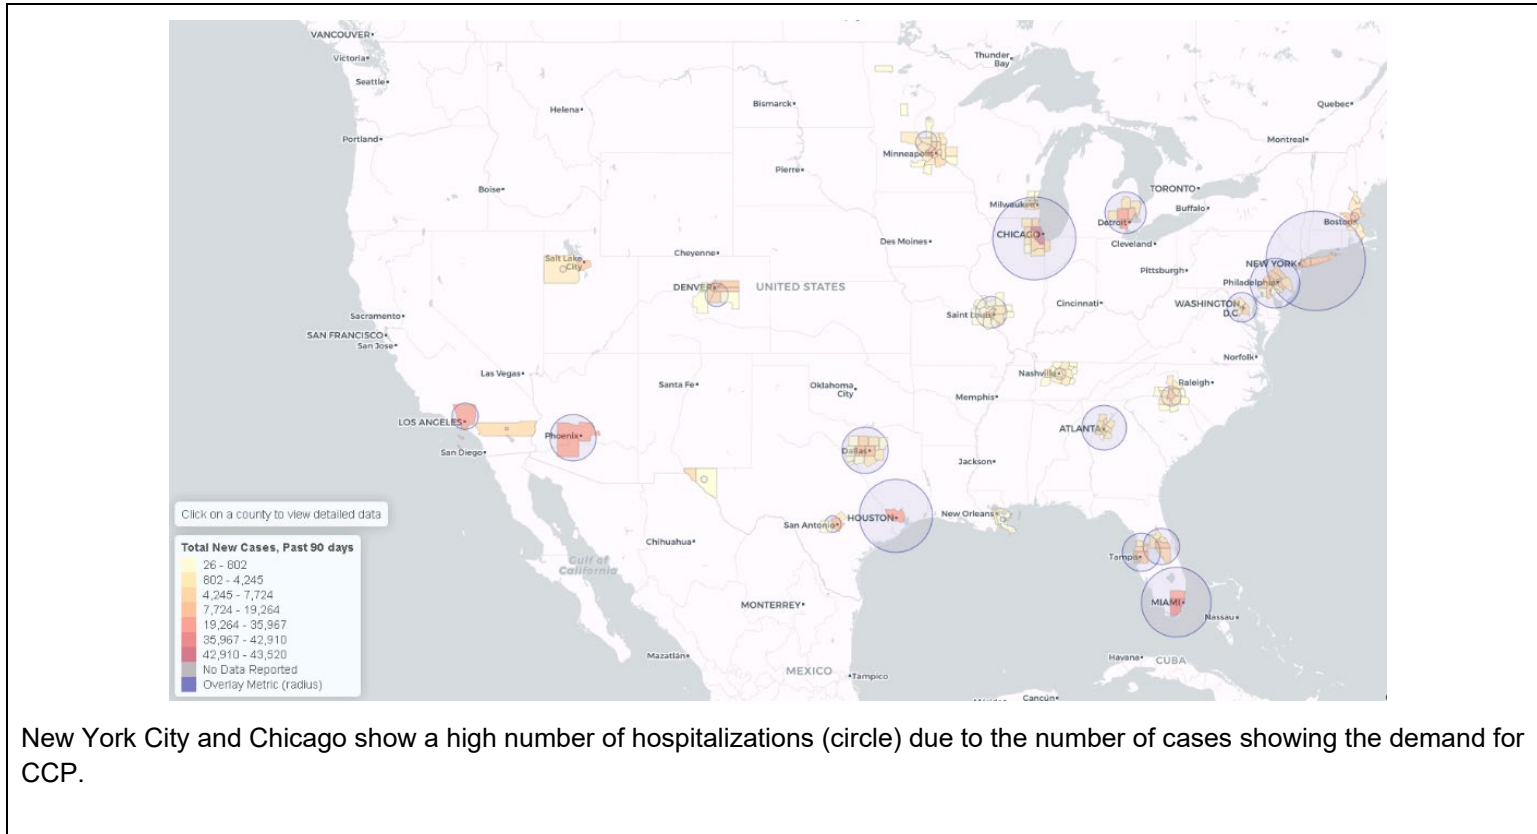 VANCOUVER
Victoria
Seattle
Thunder
Bay
Helena
Bismarck
Quebec
Portland
Montreal
Minneapolis
Pierre
Boise
TORONTO
Milwaukee
Buffalo
Detroit
Boston
CHICAGO
Des Moines
Cleveland
Cheyenne
Salt Lake
City
NEW YORK
Pittsburgh
Philadelphia
DENVER
UNITED STATES
WASHINGTON
D.C.
Cincinnati
Saint Louis
Sacramento
SAN FRANCISCO
San Jose
Norfolk
Las Vegas
Nashville
Santa Fe
Oklahoma
City
Raleigh
Memphis
LOS ANGELES
ATLANTA
Phoenix
San Diego
Dallas
Jackson
Click on a county to view detailed data
San Antonio
HOUSTON
New Orleans
Chihuahua
Tampa
Gulf of
California
MONTERREY
MIAMI
Nassau
Mazatlán
MEXICO
Tampico
Havana
CUBA
Cancún
Total New Cases, Past 90 days
26 - 802
802 - 4,245
4,245 - 7,724
7,724 - 19,264
19,264 - 35,967
35,967 - 42,910
42,910 - 43,520
No Data Reported
Overlay Metric (radius)
New York City and Chicago show a high number of hospitalizations (circle) due to the number of cases showing the demand for
CCP.